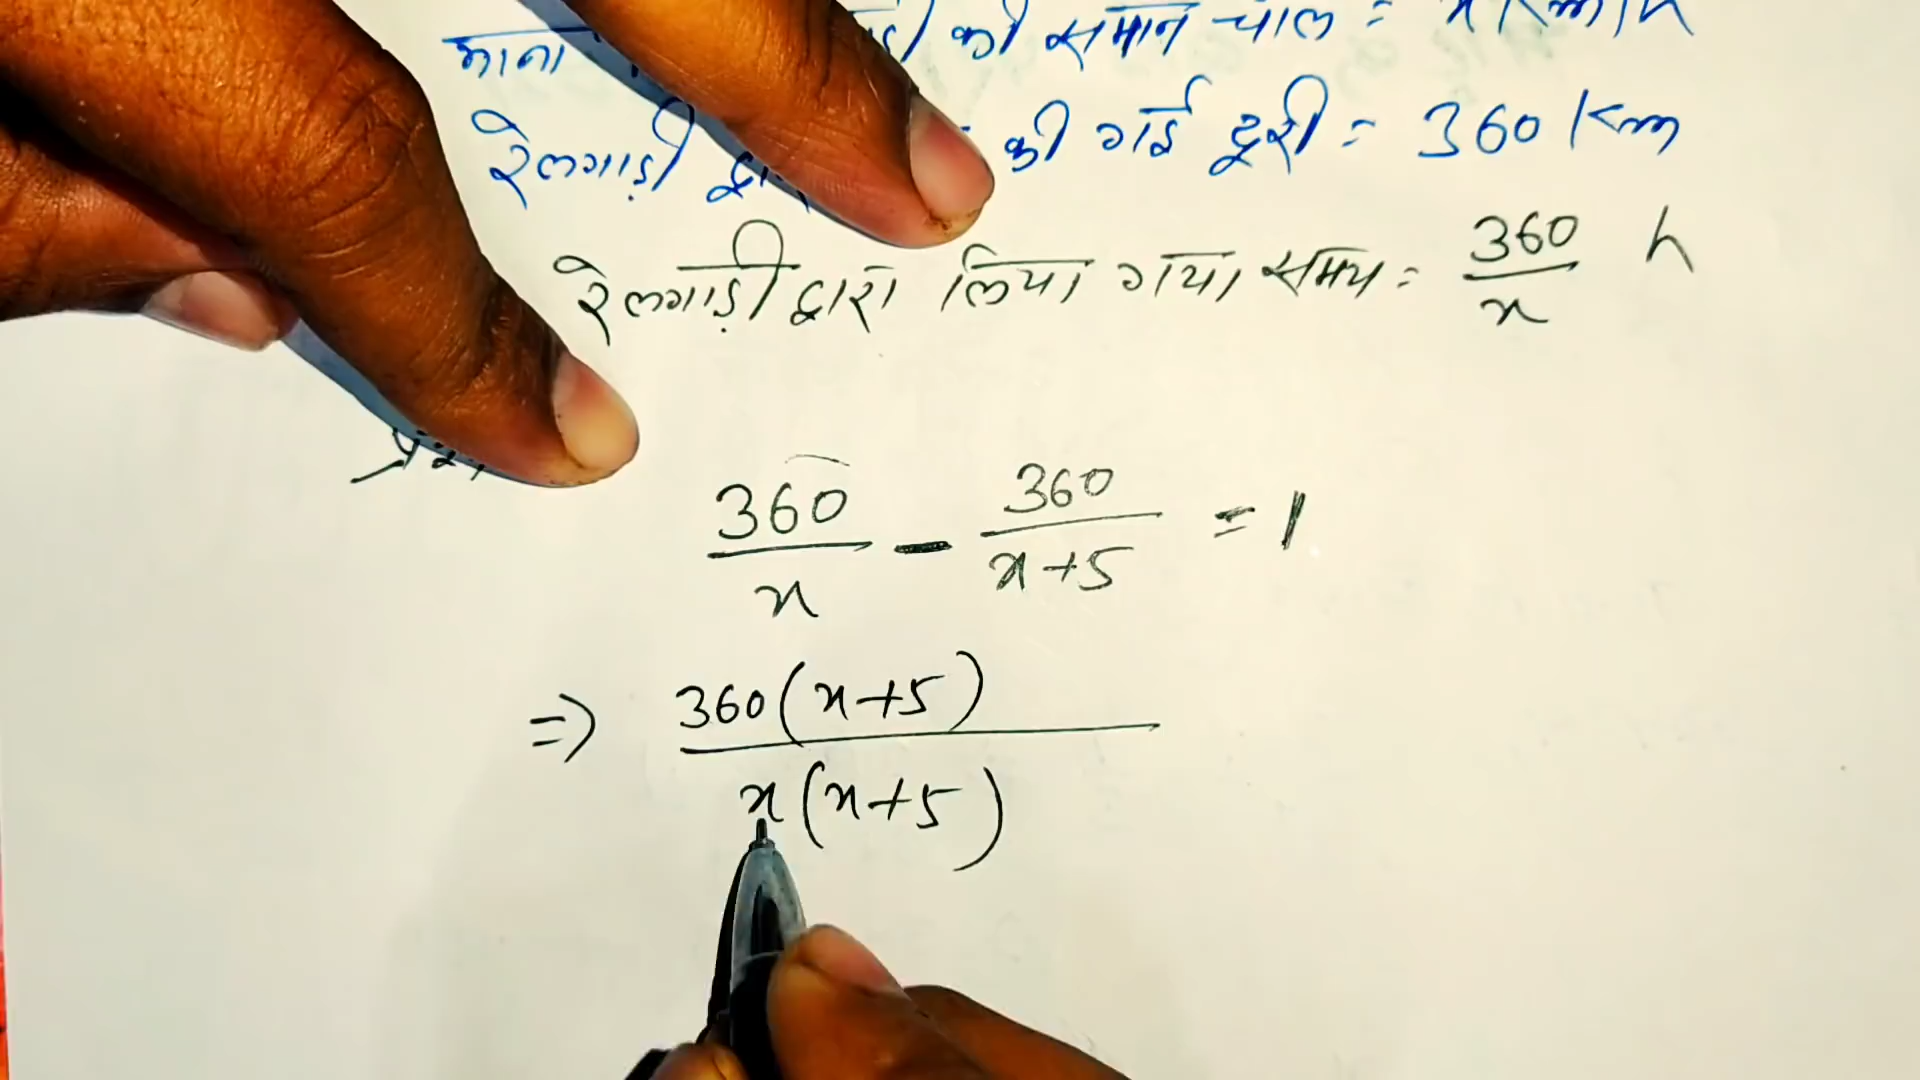 माना की समान चाल = x Km/h
रेलगाड़ी की गई दूरी = 360 Km
रेलगाड़ी द्वारा लिया गया समय = 360/x h
360/x - 360/(x+5) = 1
=> 360(x+5)
x(x+5)